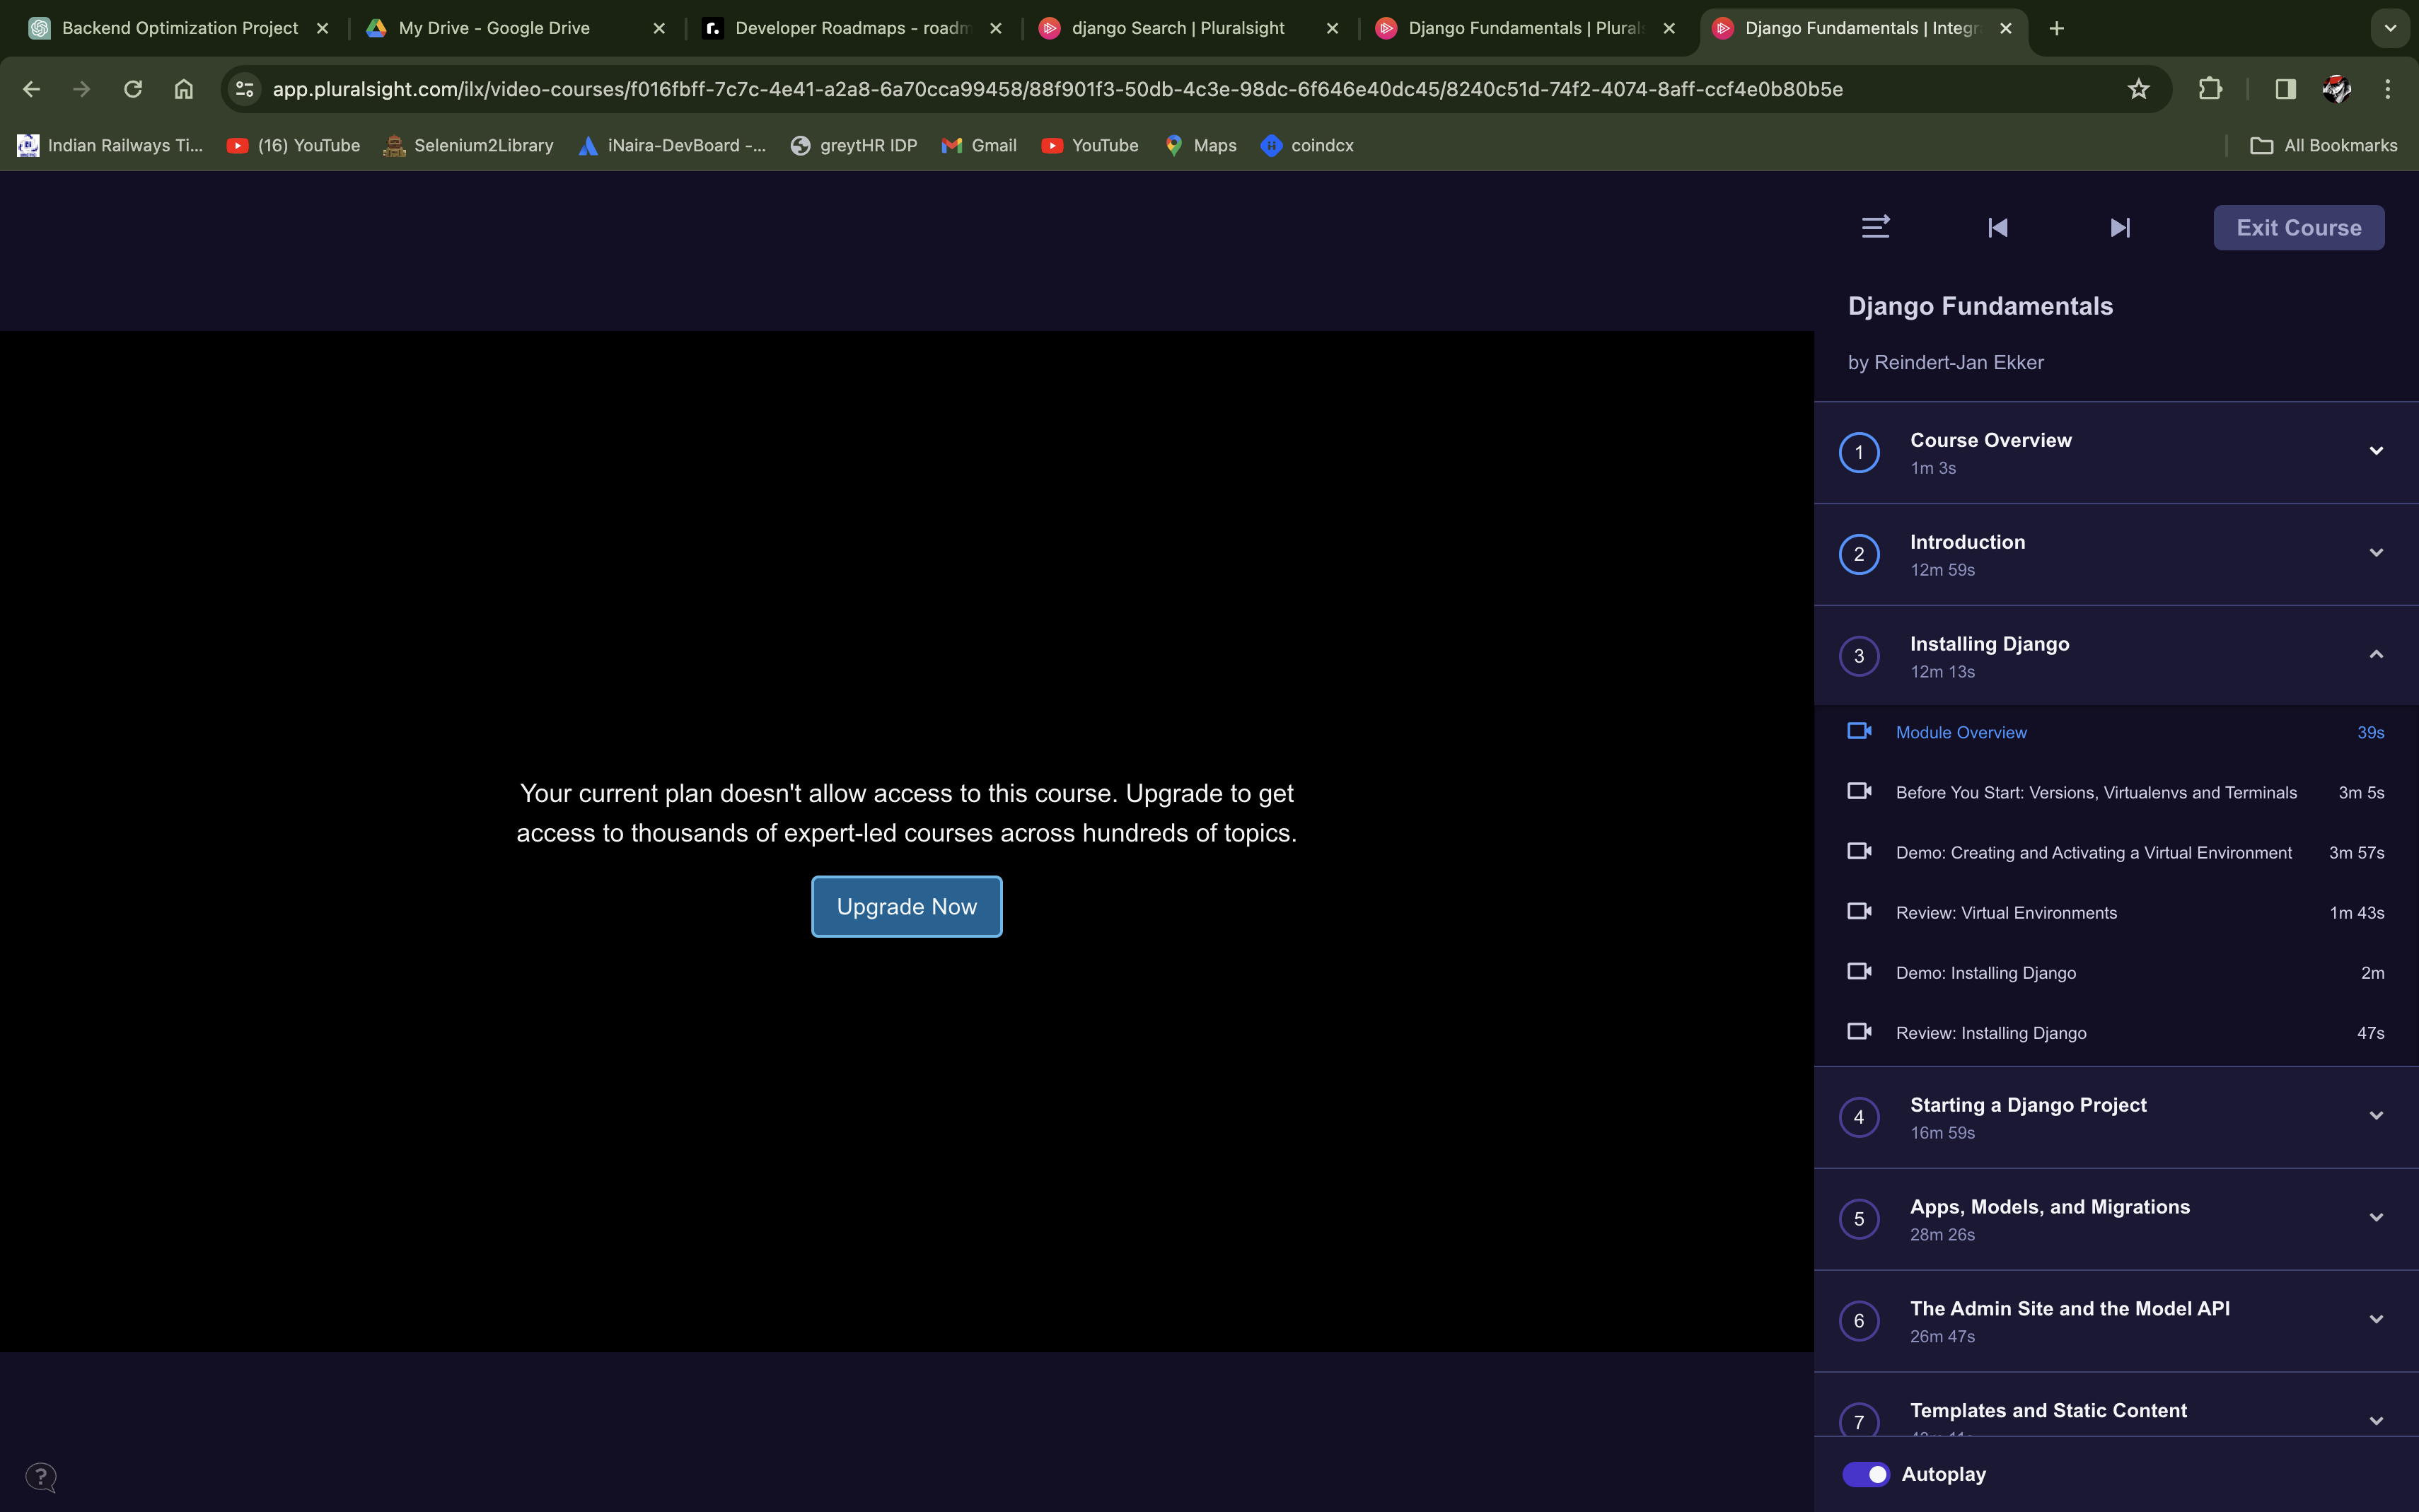 Backend Optimization Project
My Drive - Google Drive
Developer Roadmaps - roadm
django Search | Pluralsight
Django Fundamentals | Plurals
Django Fundamentals | Integra
app.pluralsight.com/ilx/video-courses/f016fbff-7c7c-4e41-a2a8-6a70cca99458/88f901f3-50db-4c3e-98dc-6f646e40dc45/8240c51d-74f2-4074-8aff-ccf4e0b80b5e
Indian Railways Ti...
(16) YouTube
Selenium2Library
iNaira-DevBoard -...
greytHR IDP
Gmail
YouTube
Maps
coindcx
All Bookmarks
Exit Course
Django Fundamentals
by Reindert-Jan Ekker
1
Course Overview
1m 3s
2
Introduction
12m 59s
3
Installing Django
12m 13s
Module Overview 39s
Before You Start: Versions, Virtualenvs and Terminals 3m 5s
Demo: Creating and Activating a Virtual Environment 3m 57s
Review: Virtual Environments 1m 43s
Demo: Installing Django 2m
Review: Installing Django 47s
4
Starting a Django Project
16m 59s
5
Apps, Models, and Migrations
28m 26s
6
The Admin Site and the Model API
26m 47s
7
Templates and Static Content
Autoplay
Your current plan doesn't allow access to this course. Upgrade to get
access to thousands of expert-led courses across hundreds of topics.
Upgrade Now
?